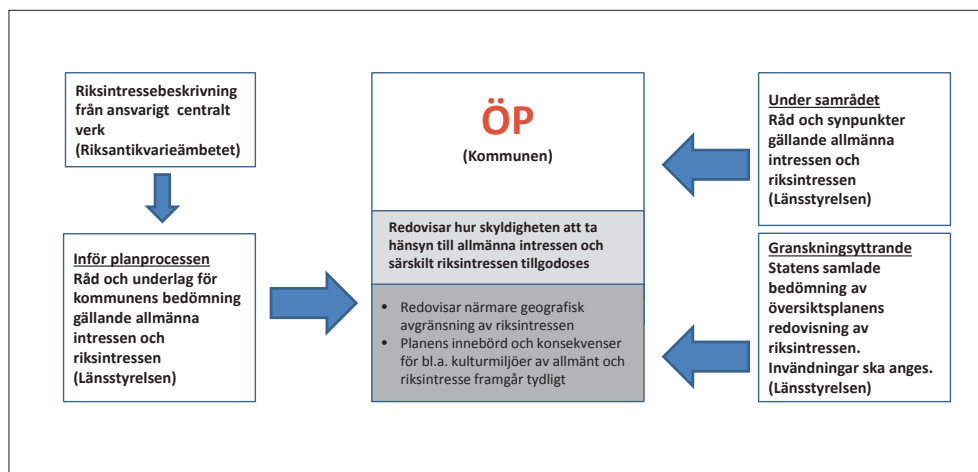 Riksintressebeskrivning
från ansvarigt centralt
verk
(Riksantikvarieämbetet)
Inför planprocessen
Råd och underlag för
kommunens bedömning
gällande allmänna
intressen och
riksintressen
(Länsstyrelsen)
ÖP
(Kommunen)
Redovisar hur skyldigheten att ta
hänsyn till allmänna intressen och
särskilt riksintressen tillgodoses
• Redovisar närmare geografisk
avgränsning av riksintressen
• Planens innebörd och konsekvenser
för bl.a. kulturmiljöer av allmänt och
riksintresse framgår tydligt
Under samrådet
Råd och synpunkter
gällande allmänna
intressen och
riksintressen
(Länsstyrelsen)
Granskningsyttrande
Statens samlade
bedömning av
översiktsplanens
redovisning av
riksintressen.
Invändningar ska anges.
(Länsstyrelsen)